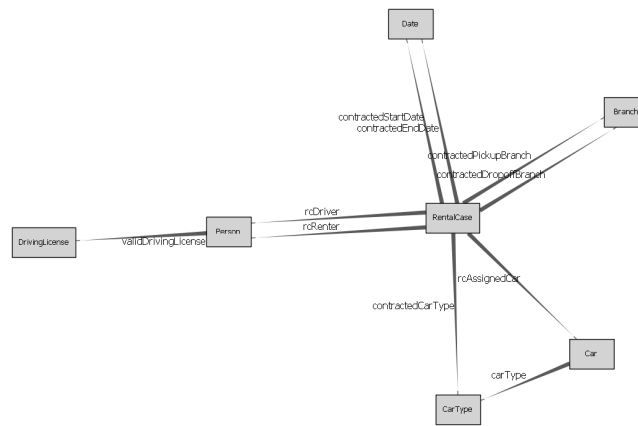 Date
Branch
contractedStartDate
contractedEndDate
contractedPickupBranch
contractedDropoffBranch
rcDriver
RentalCase
Person
rcRenter
DrivingLicense
validDrivingLicense
rcAssignedCar
contractedCarType
Car
carType
CarType